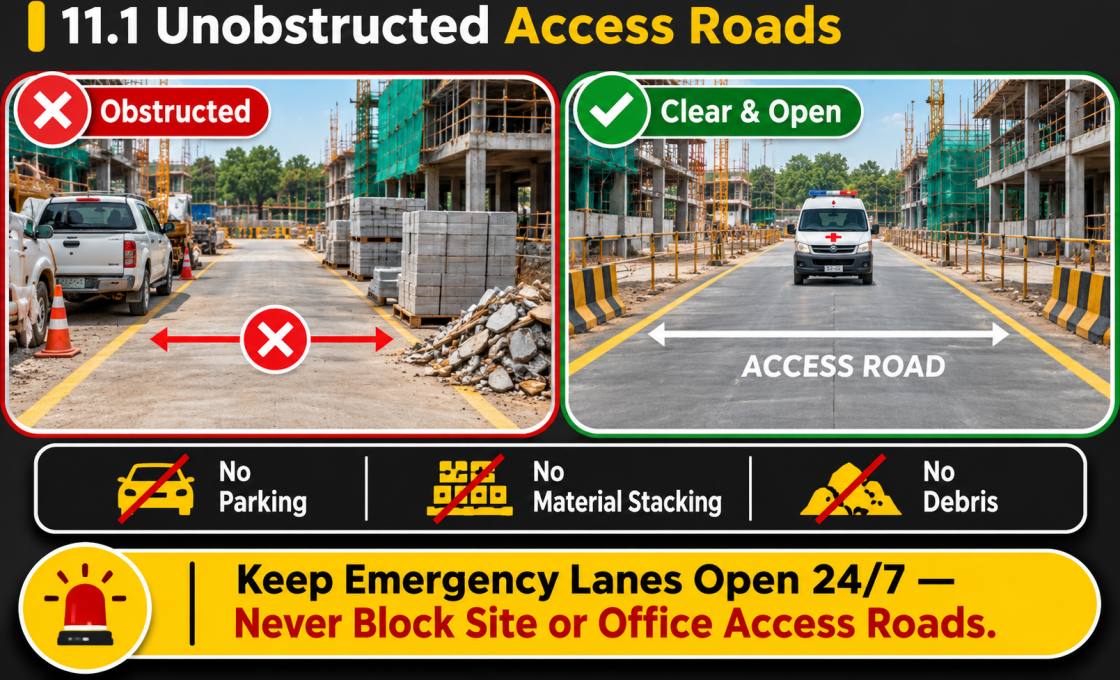 11.1 Unobstructed Access Roads
Obstructed
Clear & Open
ACCESS ROAD
No
Parking
No
Material Stacking
No
Debris
Keep Emergency Lanes Open 24/7 —
Never Block Site or Office Access Roads.